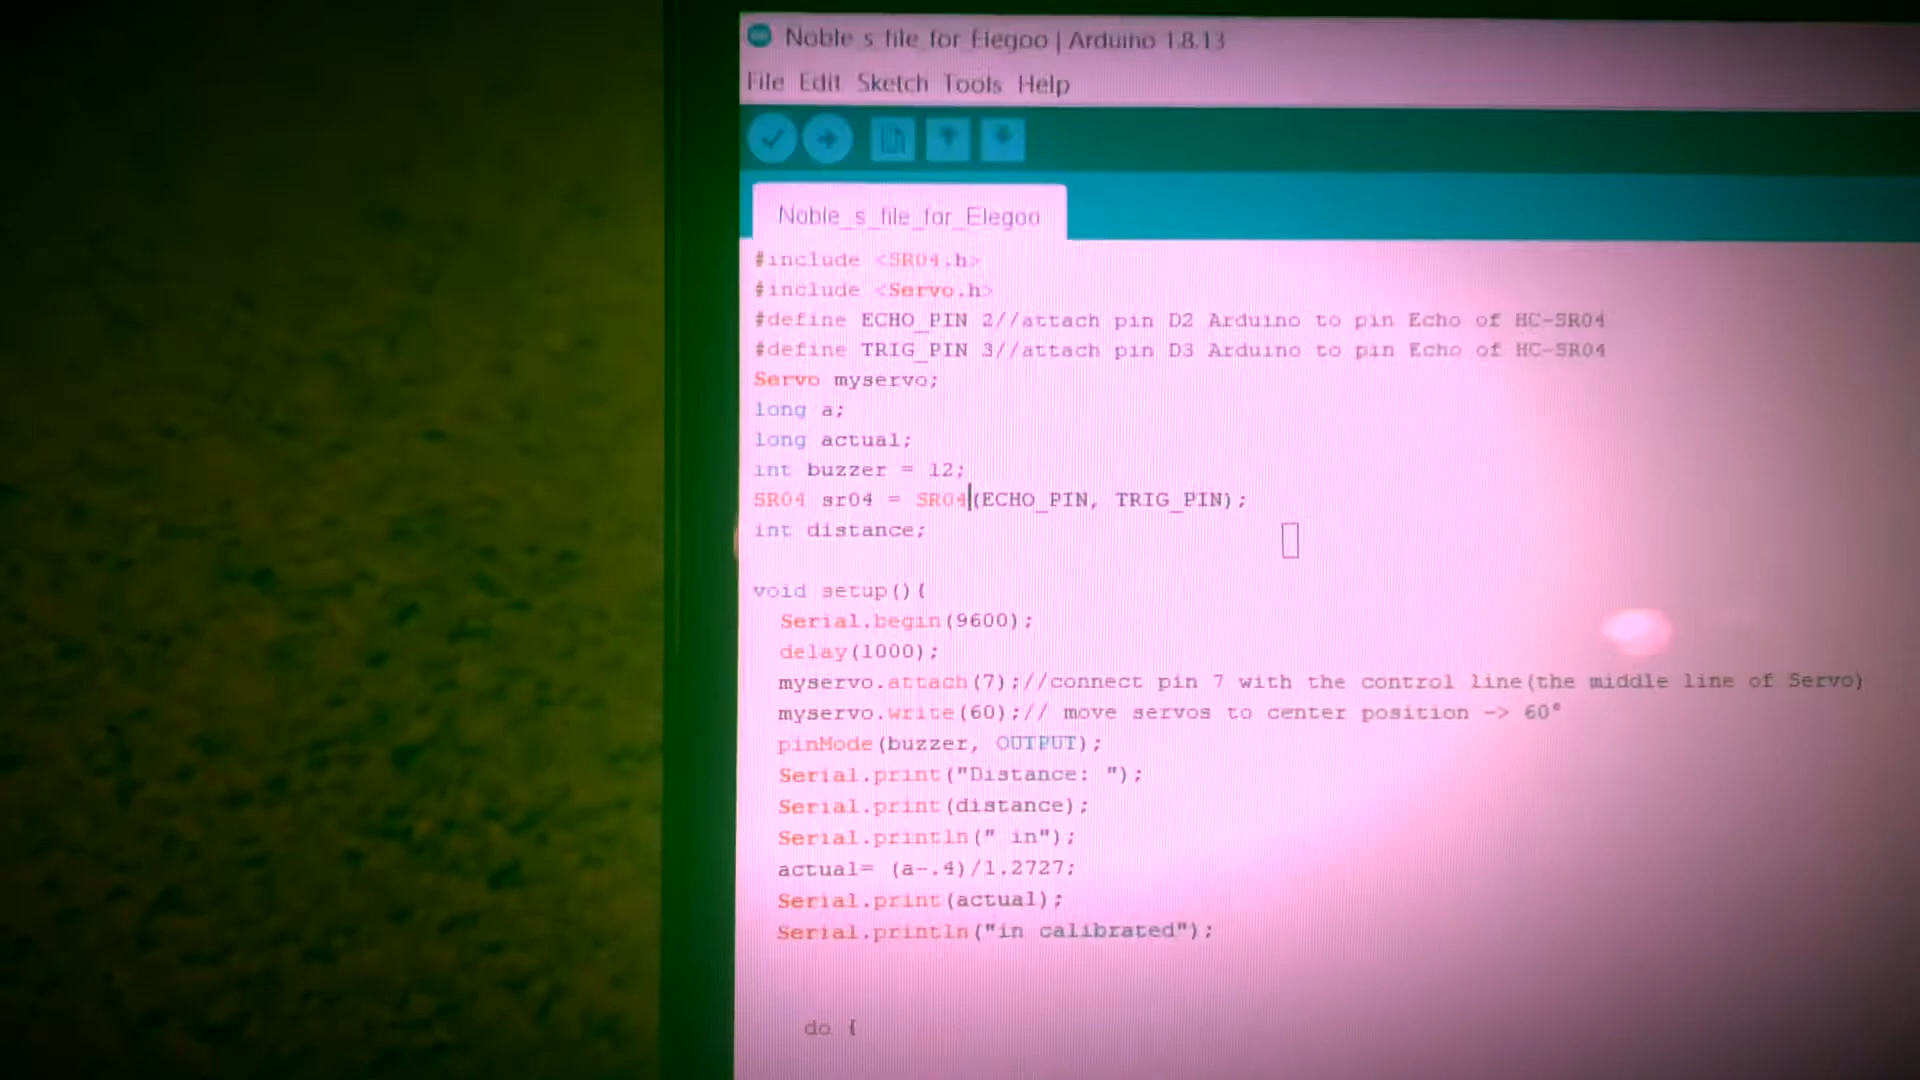 Noble_s_file_for_Elegoo | Arduino 1.8.13
File Edit Sketch Tools Help
Noble_s_file_for_Elegoo
#include <SR04.h>
#include <Servo.h>
#define ECHO_PIN 2//attach pin D2 Arduino to pin Echo of HC-SR04
#define TRIG_PIN 3//attach pin D3 Arduino to pin Echo of HC-SR04
Servo myservo;
long a;
long actual;
int buzzer = 12;
SR04 sr04 = SR04(ECHO_PIN, TRIG_PIN);
int distance;
void setup(){
Serial.begin(9600);
delay(1000);
myservo.attach(7);//connect pin 7 with the control line(the middle line of Servo)
myservo.write(60);// move servos to center position -> 60°
pinMode(buzzer, OUTPUT);
Serial.print("Distance: ");
Serial.print(distance);
Serial.println(" in");
actual= (a-.4)/1.2727;
Serial.print(actual);
Serial.println("in calibrated");
do {